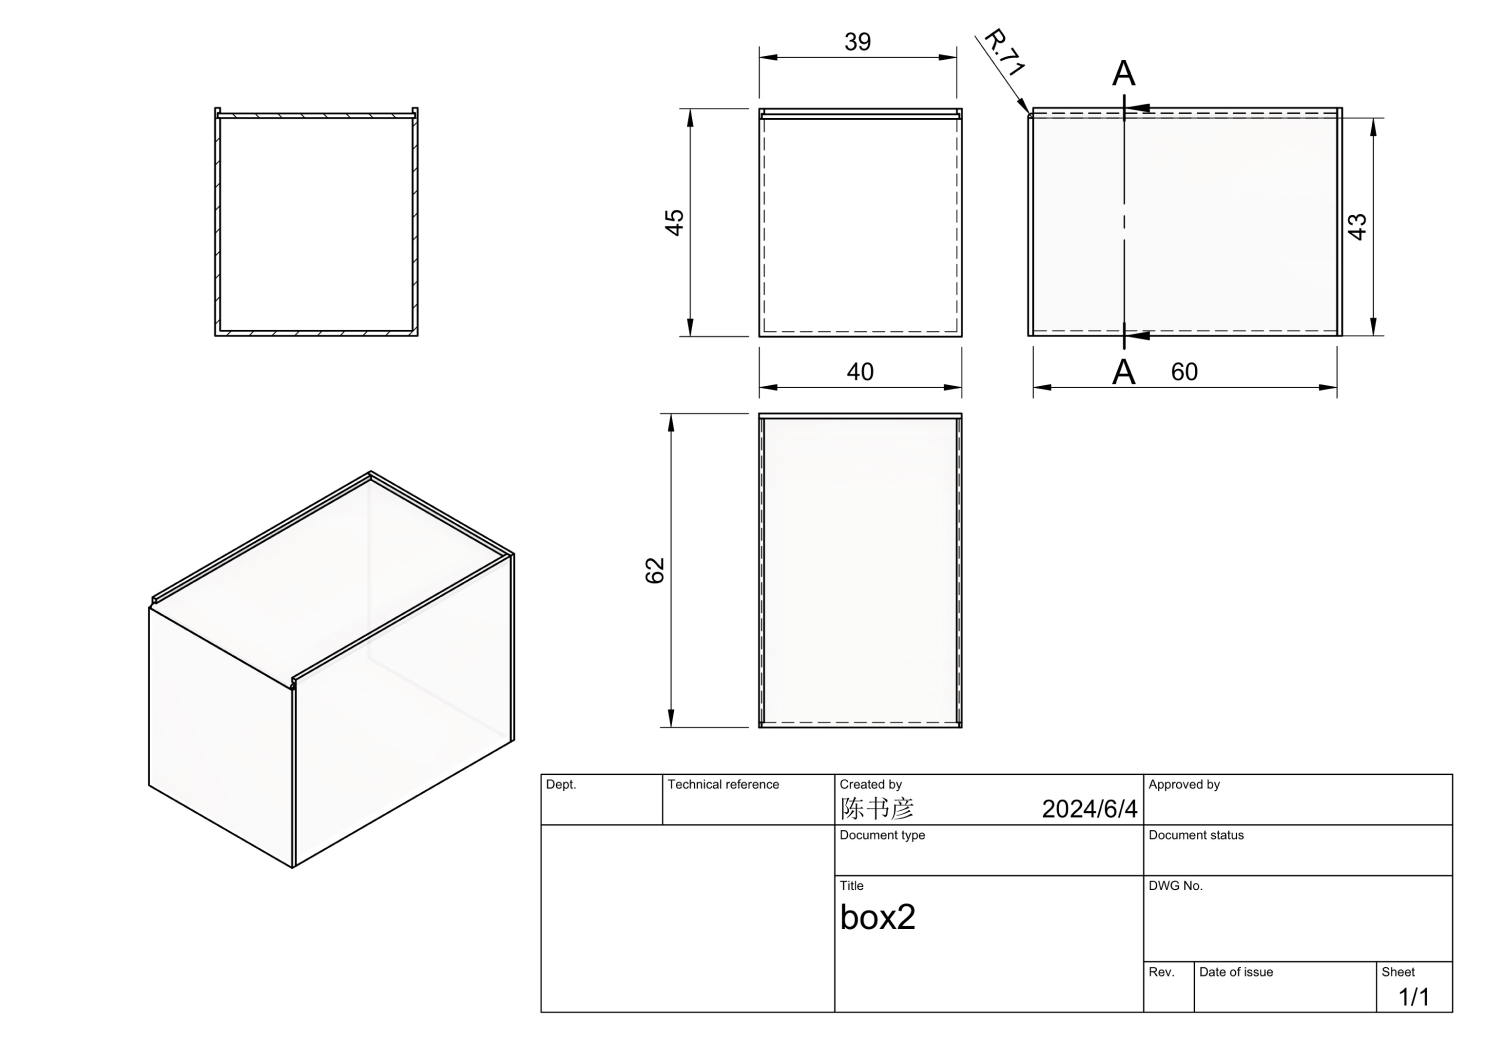 39
R.71
A
45
43
40
A
60
62
Dept.
Technical reference
Created by
陈书彦
2024/6/4
Approved by
Document type
Document status
Title
box2
DWG No.
Rev.
Date of issue
Sheet
1/1